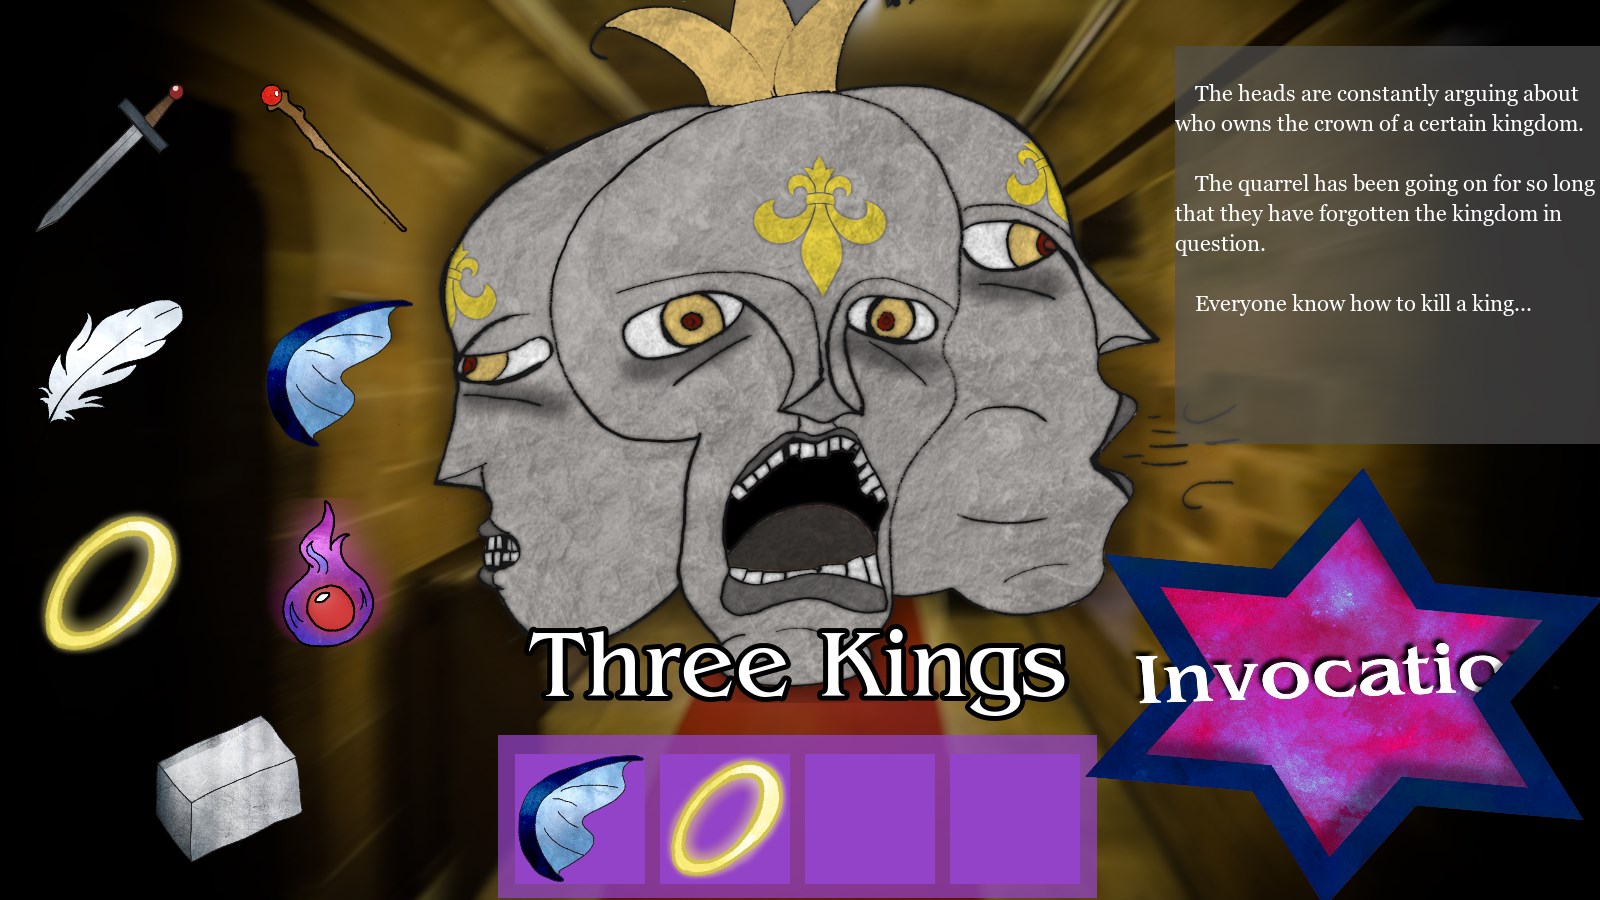 The heads are constantly arguing about
who owns the crown of a certain kingdom.
The quarrel has been going on for so long
that they have forgotten the kingdom in
question.
Everyone know how to kill a king...
Three Kings
Invocatio